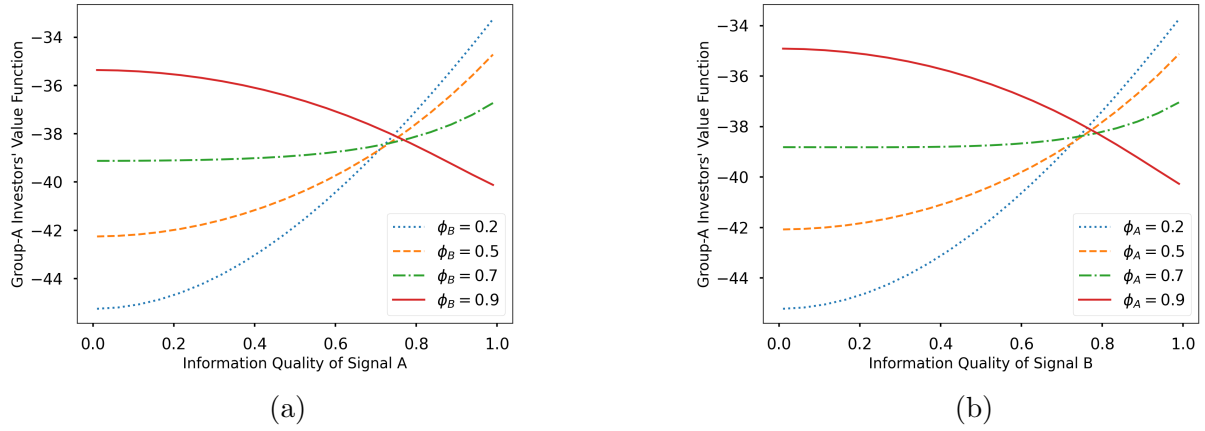 −34
−36
−38
−40
−42
−44
Group-A Investors' Value Function
0.0 0.2 0.4 0.6 0.8 1.0
Information Quality of Signal A
ϕ_B = 0.2
ϕ_B = 0.5
ϕ_B = 0.7
ϕ_B = 0.9
(a)
−34
−36
−38
−40
−42
−44
Group-A Investors' Value Function
0.0 0.2 0.4 0.6 0.8 1.0
Information Quality of Signal B
ϕ_A = 0.2
ϕ_A = 0.5
ϕ_A = 0.7
ϕ_A = 0.9
(b)